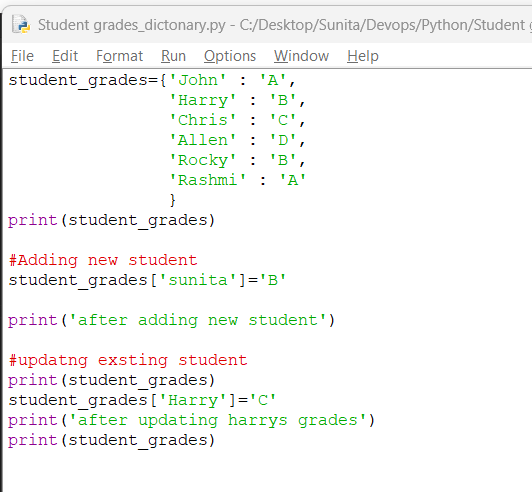 Student grades_dictonary.py - C:/Desktop/Sunita/Devops/Python/Student
File Edit Format Run Options Window Help
student_grades={'John' : 'A',
'Harry' : 'B',
'Chris' : 'C',
'Allen' : 'D',
'Rocky' : 'B',
'Rashmi' : 'A'
}
print(student_grades)
#Adding new student
student_grades['sunita']='B'
print('after adding new student')
#updatng exsting student
print(student_grades)
student_grades['Harry']='C'
print('after updating harrys grades')
print(student_grades)